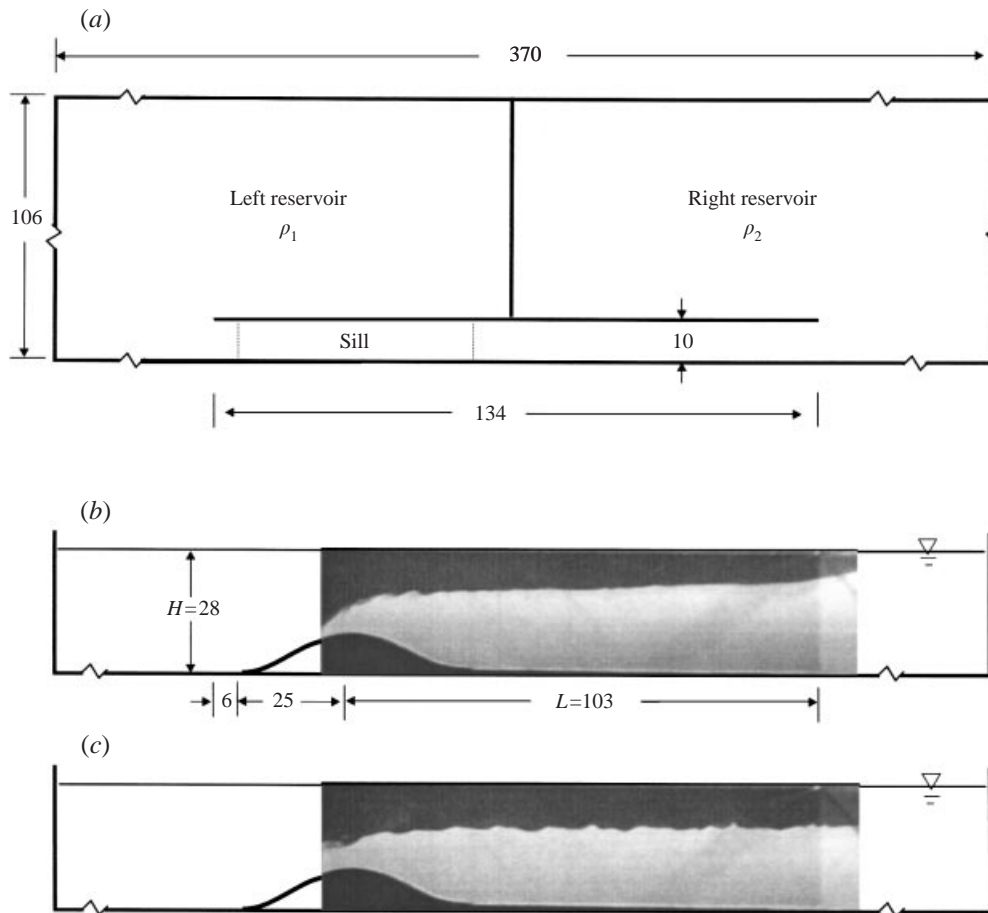 (a)
370
106
Left reservoir
ρ1
Right reservoir
ρ2
Sill
10
134
(b)
H=28
6
25
L=103
(c)